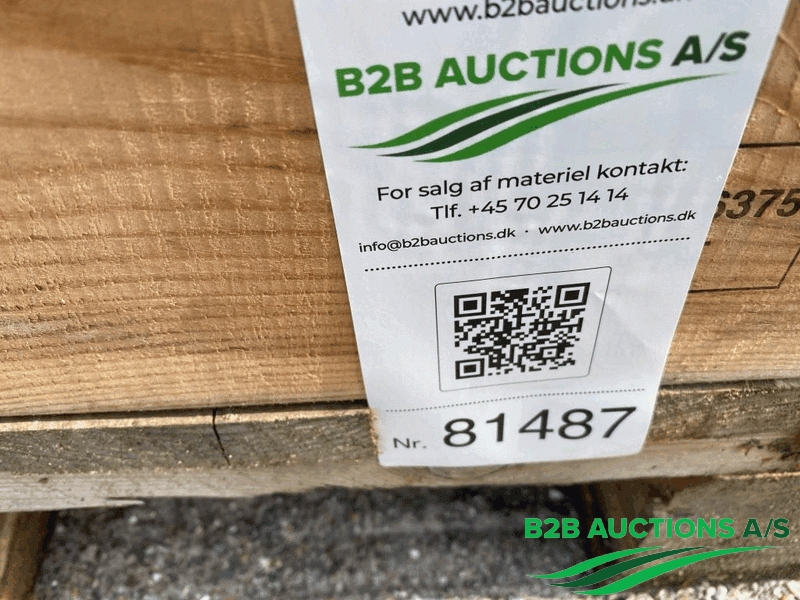 www.b2bauctions.dk
B2B AUCTIONS A/S
For salg af materiel kontakt:
Tlf. +45 70 25 14 14
info@b2bauctions.dk · www.b2bauctions.dk
Nr. 81487
B2B AUCTIONS A/S